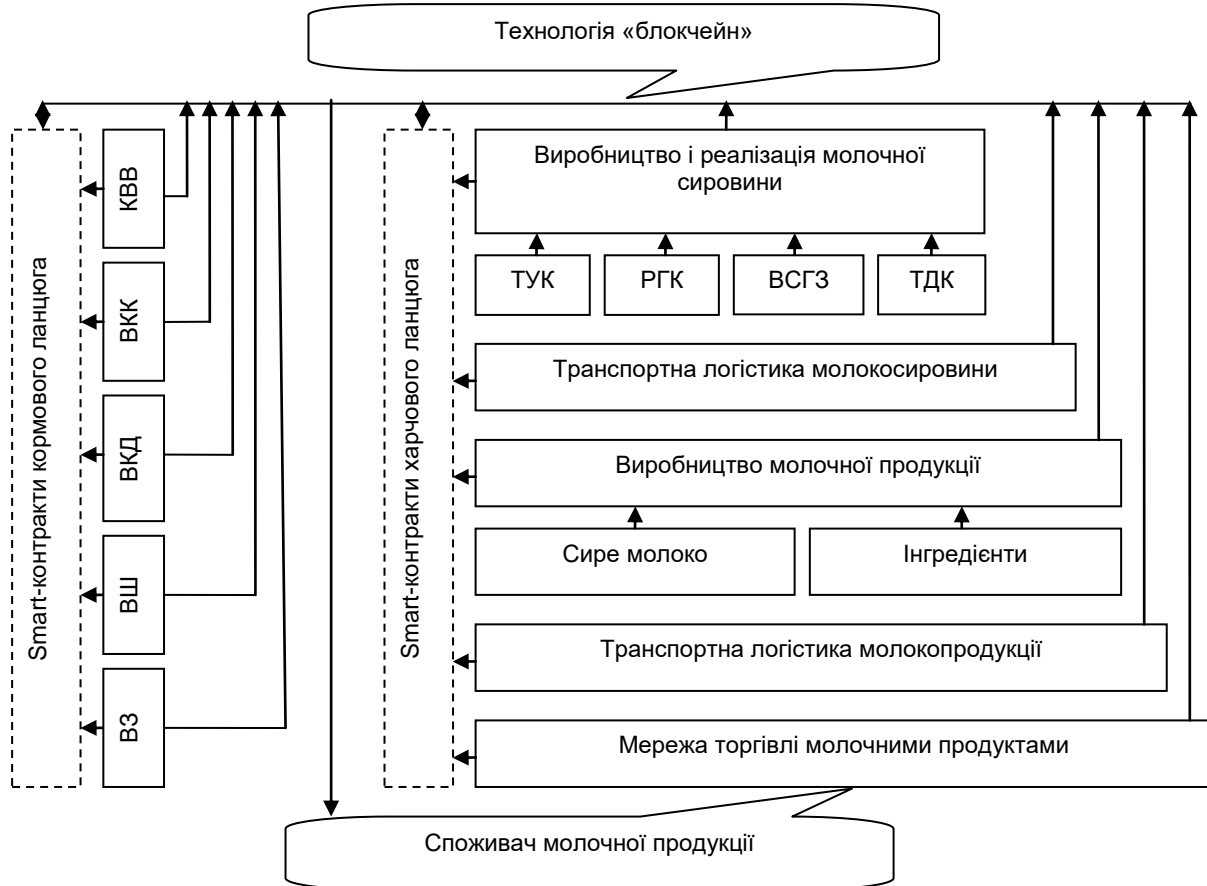 Технологія «блокчейн»
Smart-контракти кормового ланцюга
КВВ
ВКК
ВКД
ВШ
ВЗ
Smart-контракти харчового ланцюга
Виробництво і реалізація молочної
сировини
ТУК
РГК
ВСГЗ
ТДК
Транспортна логістика молокосировини
Виробництво молочної продукції
Сире молоко
Інгредієнти
Транспортна логістика молокопродукції
Мережа торгівлі молочними продуктами
Споживач молочної продукції